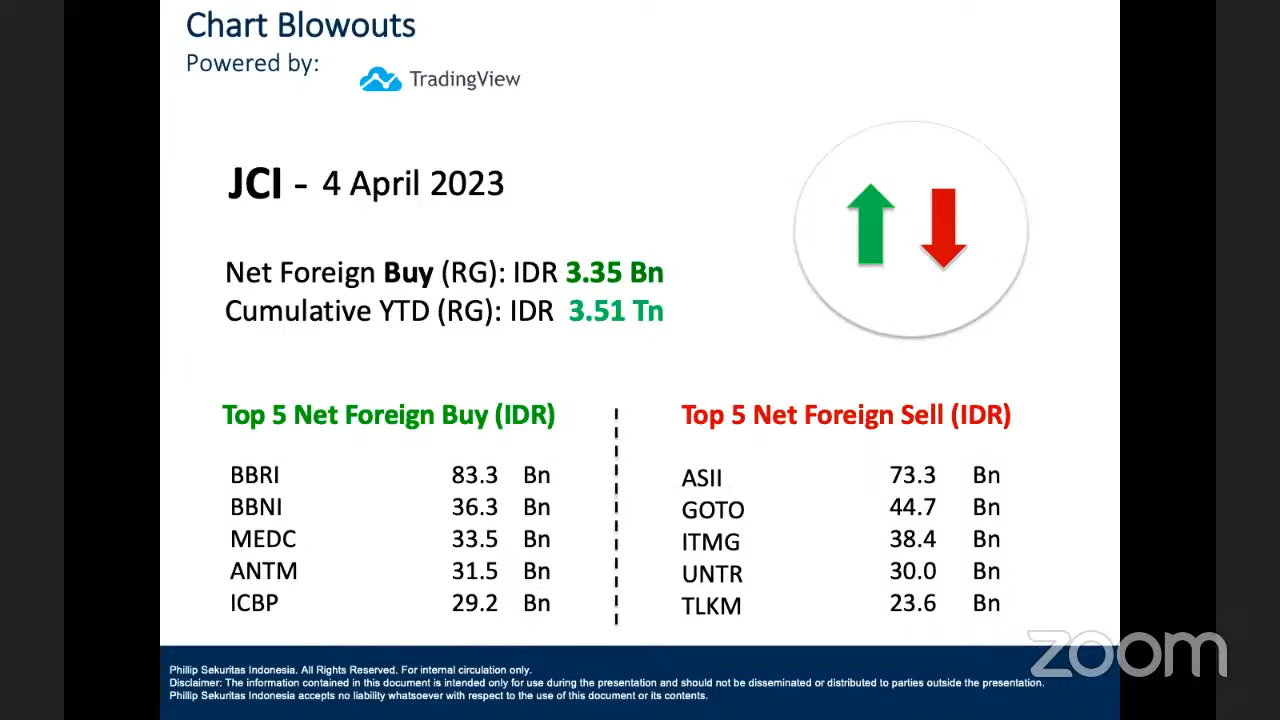 Chart Blowouts
Powered by:
TradingView
JCI - 4 April 2023
Net Foreign Buy (RG): IDR 3.35 Bn
Cumulative YTD (RG): IDR 3.51 Tn
Top 5 Net Foreign Buy (IDR)
BBRI 83.3 Bn
BBNI 36.3 Bn
MEDC 33.5 Bn
ANTM 31.5 Bn
ICBP 29.2 Bn
Top 5 Net Foreign Sell (IDR)
ASII 73.3 Bn
GOTO 44.7 Bn
ITMG 38.4 Bn
UNTR 30.0 Bn
TLKM 23.6 Bn
zoom
Phillip Sekuritas Indonesia. All Rights Reserved. For internal circulation only.
Disclaimer: The information contained in this document is intended only for use during the presentation and should not be disseminated or distributed to parties outside the presentation.
Phillip Sekuritas Indonesia accepts no liability whatsoever with respect to the use of this document or its contents.